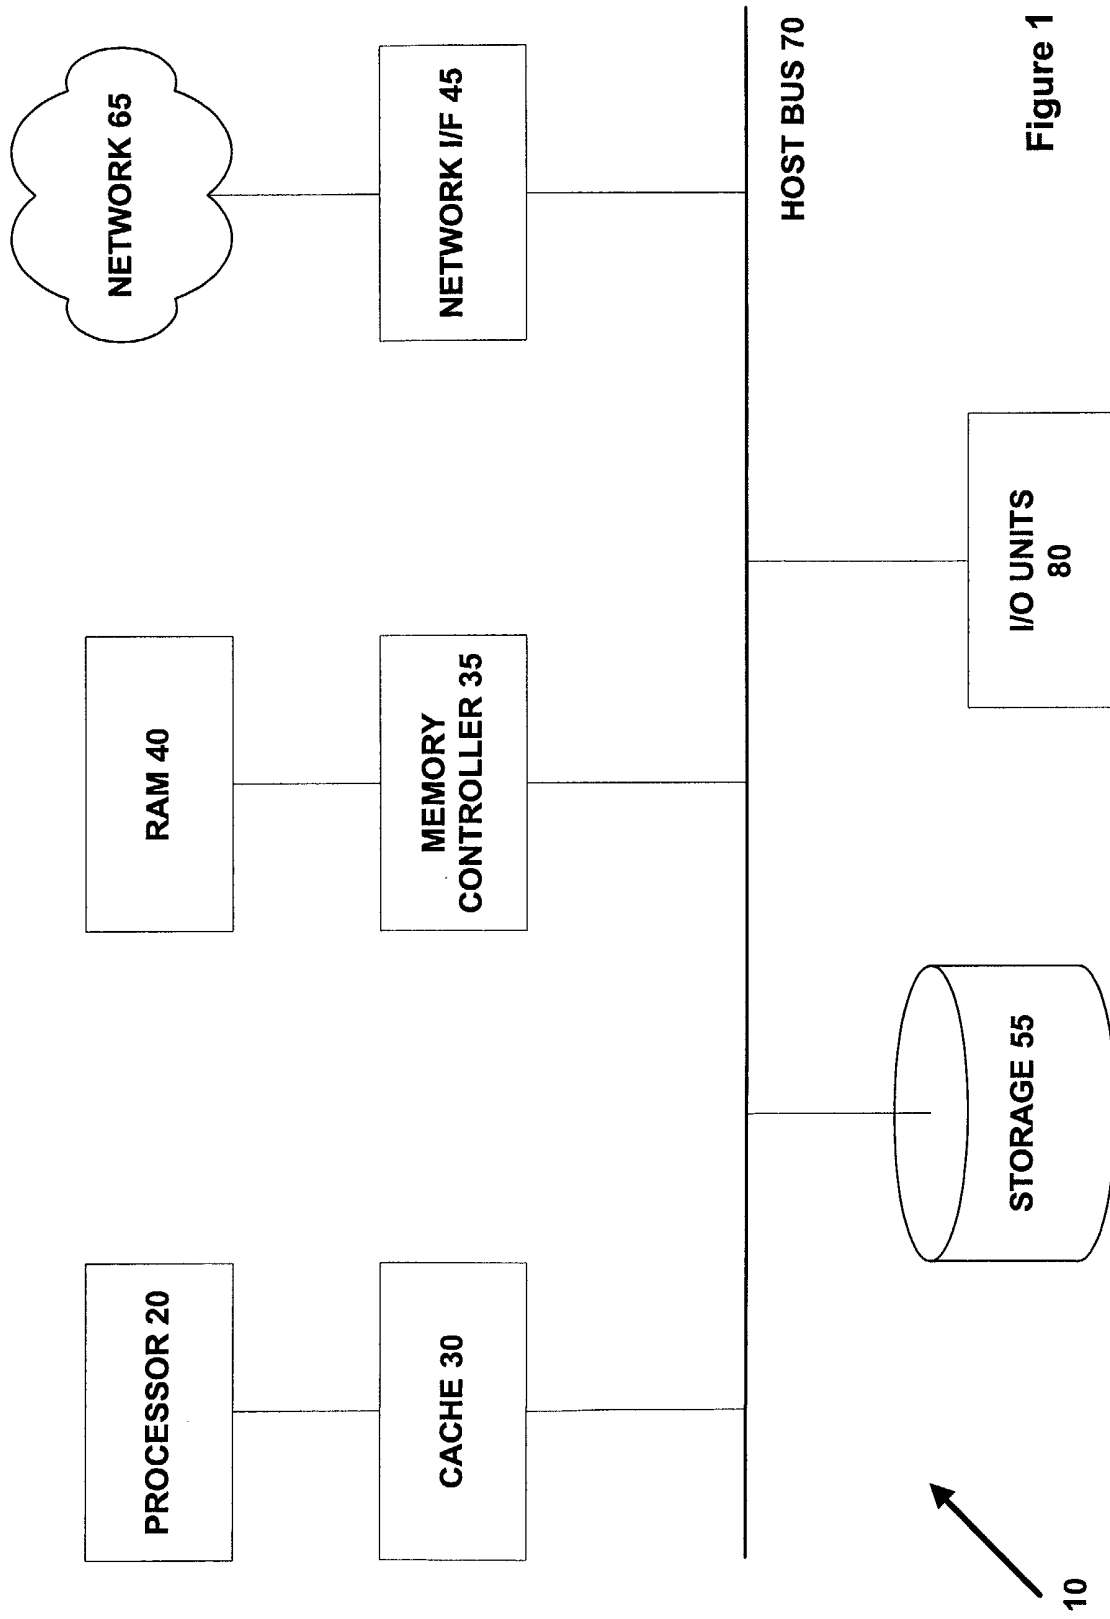 PROCESSOR 20
RAM 40
NETWORK 65
CACHE 30
MEMORY
CONTROLLER 35
NETWORK I/F 45
HOST BUS 70
STORAGE 55
I/O UNITS
80
10
Figure 1